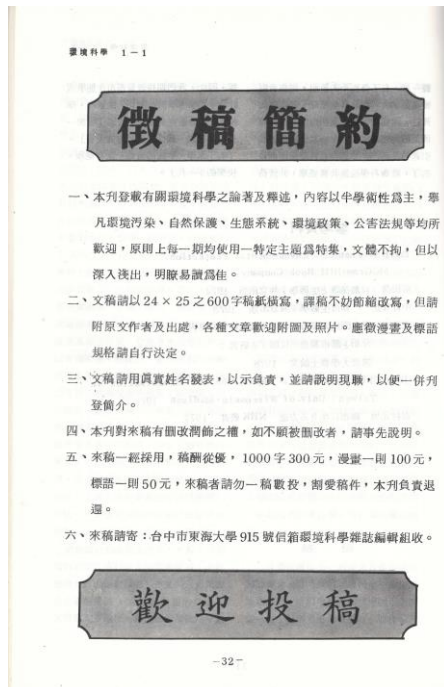 環境科學 1－1
徵稿簡約
一、本刊登載有關環境科學之論著及釋述，內容以半學術性爲主，舉
凡環境污染、自然保護、生態系統、環境政策、公害法規等均所
歡迎，原則上每一期均使用一特定主題爲特集，文體不拘，但以
深入淺出，明瞭易讀爲佳。
二、文稿請以24×25之600字稿紙橫寫，譯稿不妨節縮改寫，但請
附原文作者及出處，各種文章歡迎附圖及照片。應徵漫畫及標語
規格請自行決定。
三、文稿請用眞實姓名發表，以示負責，並請說明現職，以便一併刋
登簡介。
四、本刊對來稿有刪改潤飾之權，如不願被刪改者，請事先說明。
五、來稿一經採用，稿酬從優，1000字300元，漫畫一則100元，
標語一則50元，來稿者請勿一稿數投，割愛稿件，本刋負責退
還。
六、來稿請寄：台中市東海大學915號信箱環境科學雜誌編輯組收。
歡迎投稿
－32－